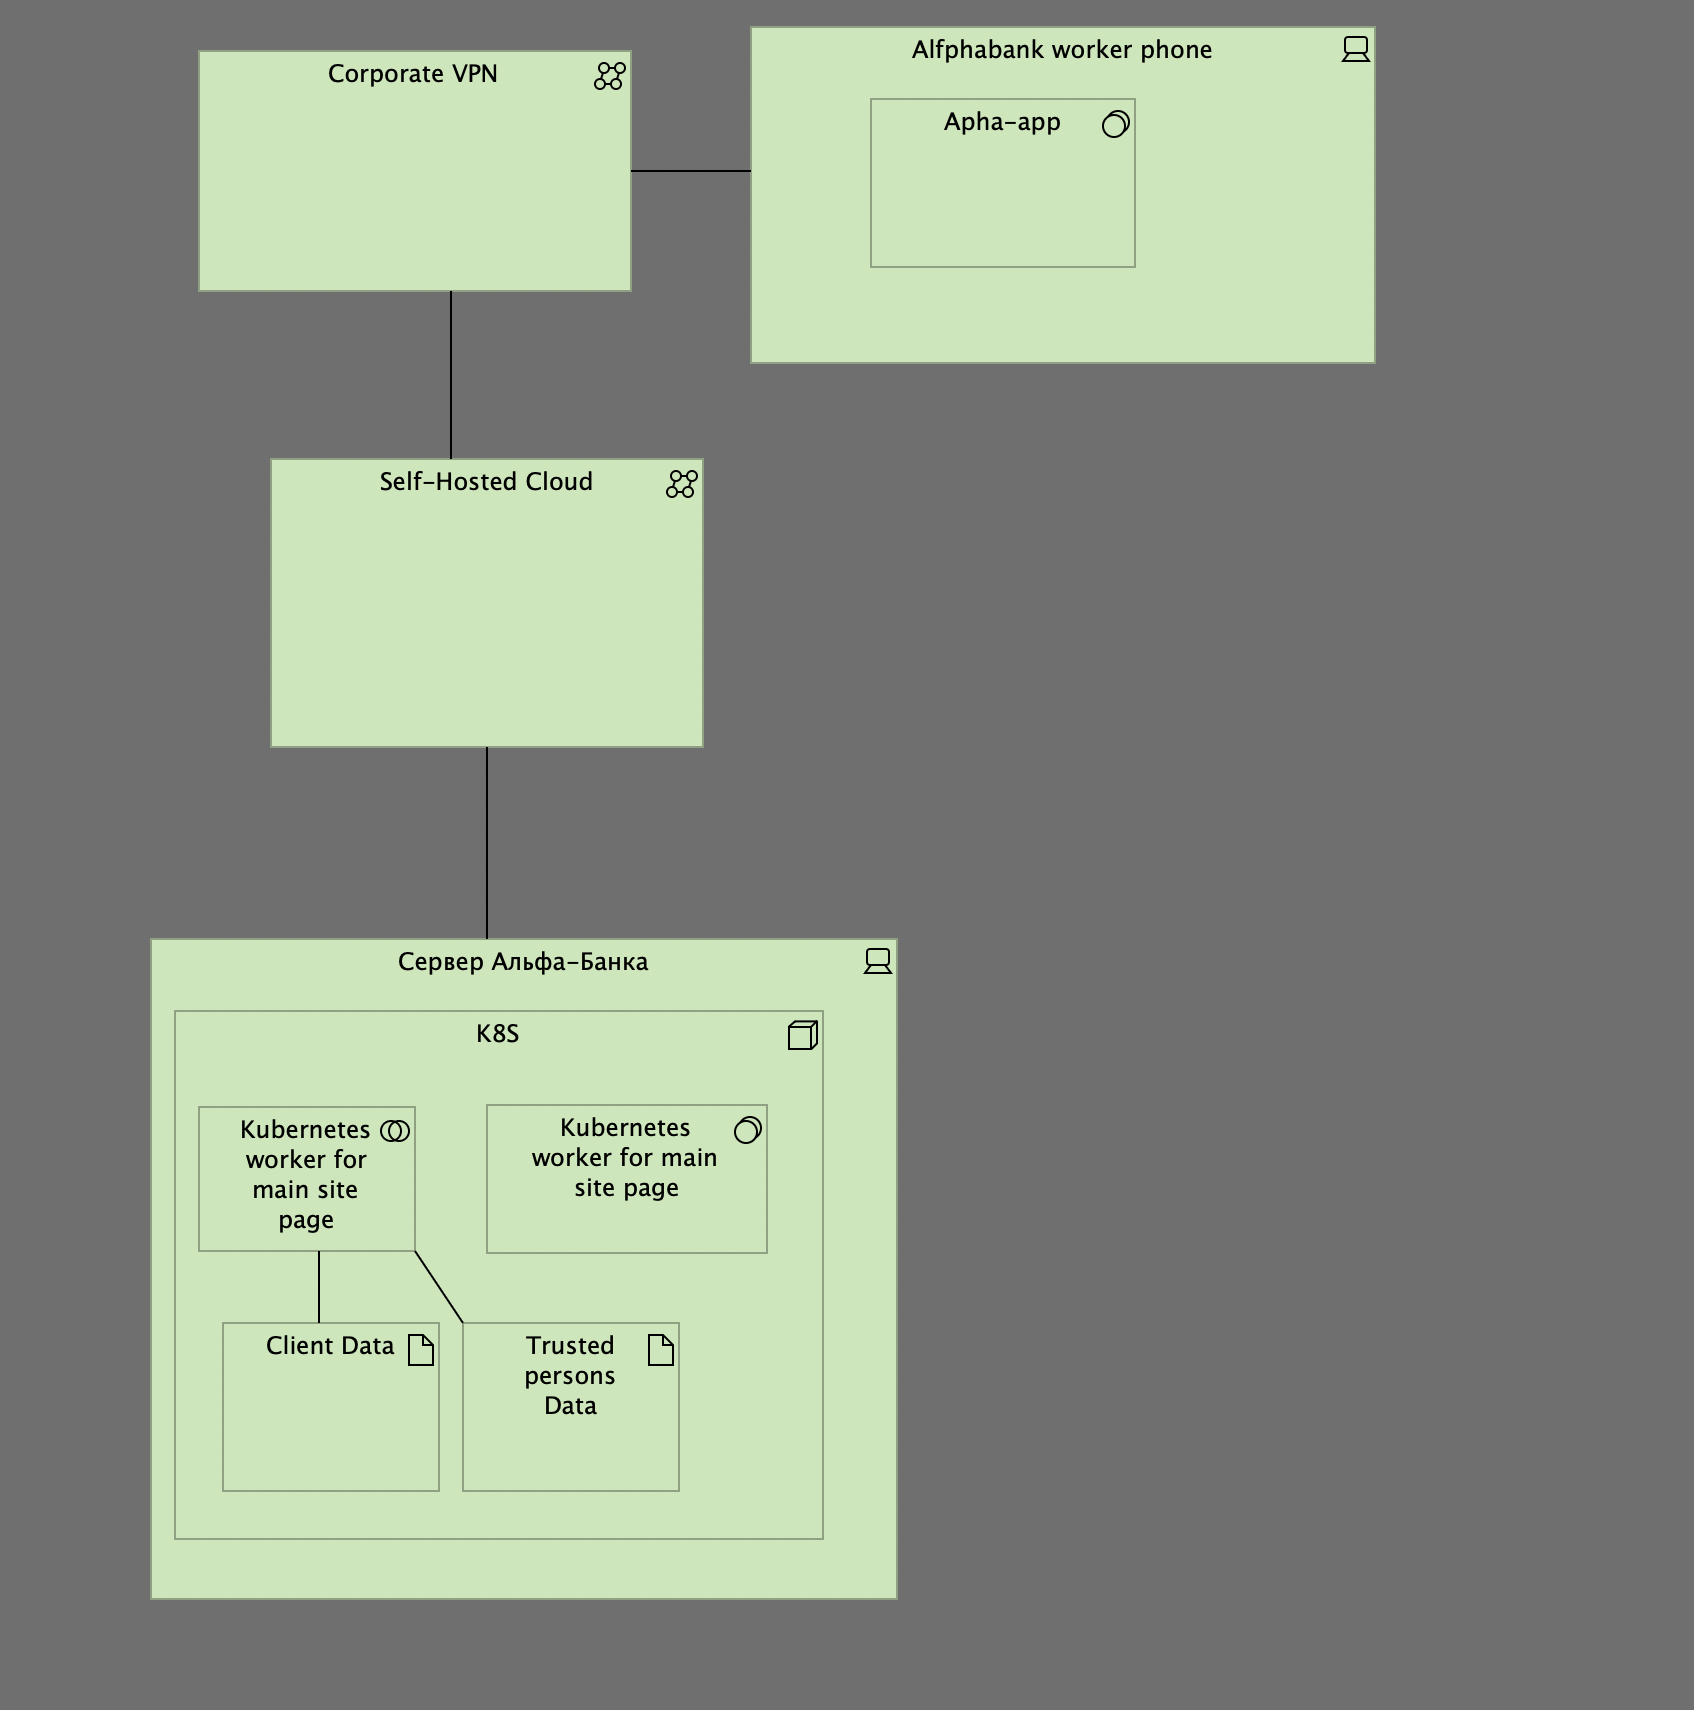 Corporate VPN
Alfphabank worker phone
Apha-app
Self-Hosted Cloud
Сервер Альфа-Банка
K8S
Kubernetes
worker for
main site
page
Kubernetes
worker for main
site page
Client Data
Trusted
persons
Data